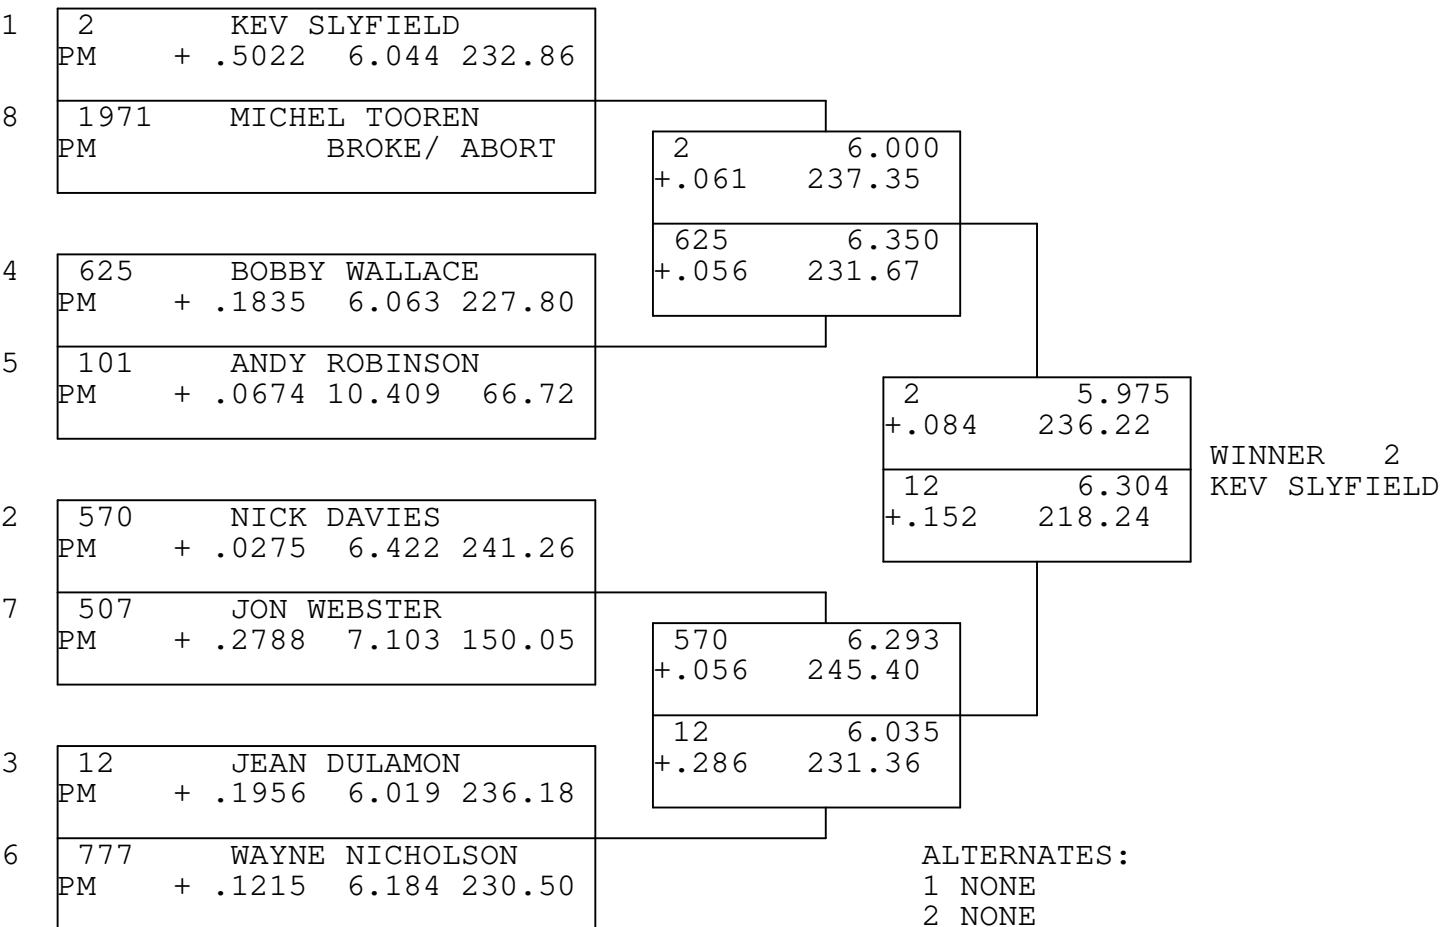 1 2 KEV SLYFIELD
PM + .5022 6.044 232.86
8 1971 MICHEL TOOREN
PM BROKE/ ABORT
2 6.000
+.061 237.35
625 6.350
+.056 231.67
4 625 BOBBY WALLACE
PM + .1835 6.063 227.80
5 101 ANDY ROBINSON
PM + .0674 10.409 66.72
2 5.975
+.084 236.22
12 6.304
+.152 218.24
WINNER 2
KEV SLYFIELD
2 570 NICK DAVIES
PM + .0275 6.422 241.26
7 507 JON WEBSTER
PM + .2788 7.103 150.05
570 6.293
+.056 245.40
12 6.035
+.286 231.36
3 12 JEAN DULAMON
PM + .1956 6.019 236.18
6 777 WAYNE NICHOLSON
PM + .1215 6.184 230.50
ALTERNATES:
1 NONE
2 NONE